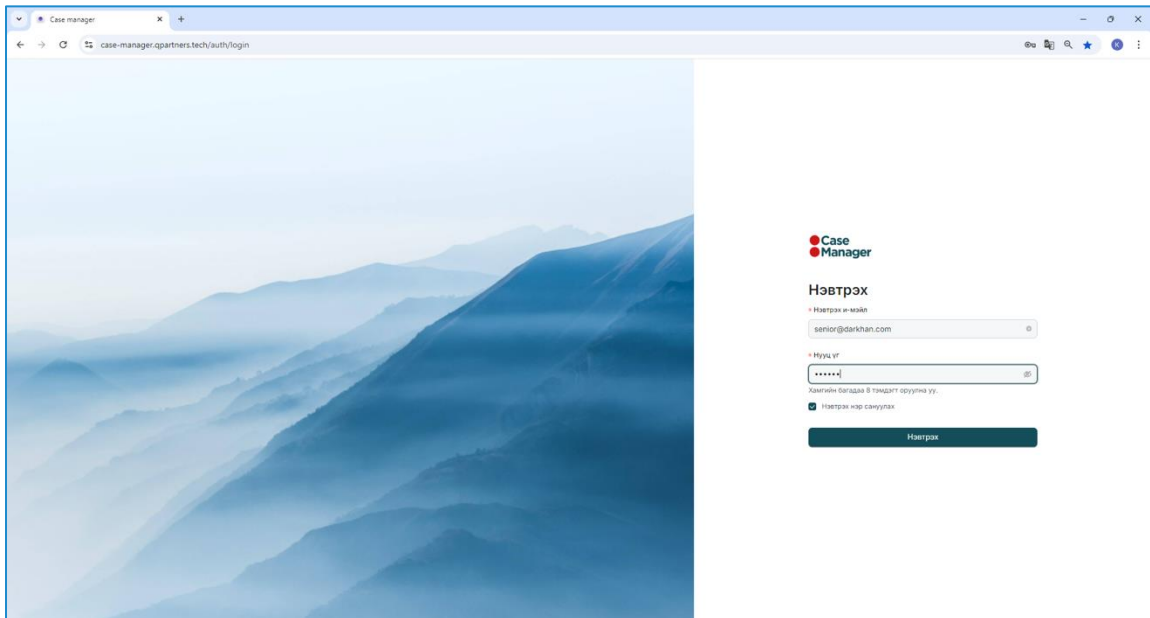 Case manager
case-manager.qpartners.tech/auth/login
K
Case
Manager
Нэвтрэх
* Нэвтрэх и-мэйл
senior@darkhan.com
* Нууц үг
••••••
Хамгийн багадаа 8 тэмдэгт оруулна уу.
Нэвтрэх нэр сануулах
Нэвтрэх